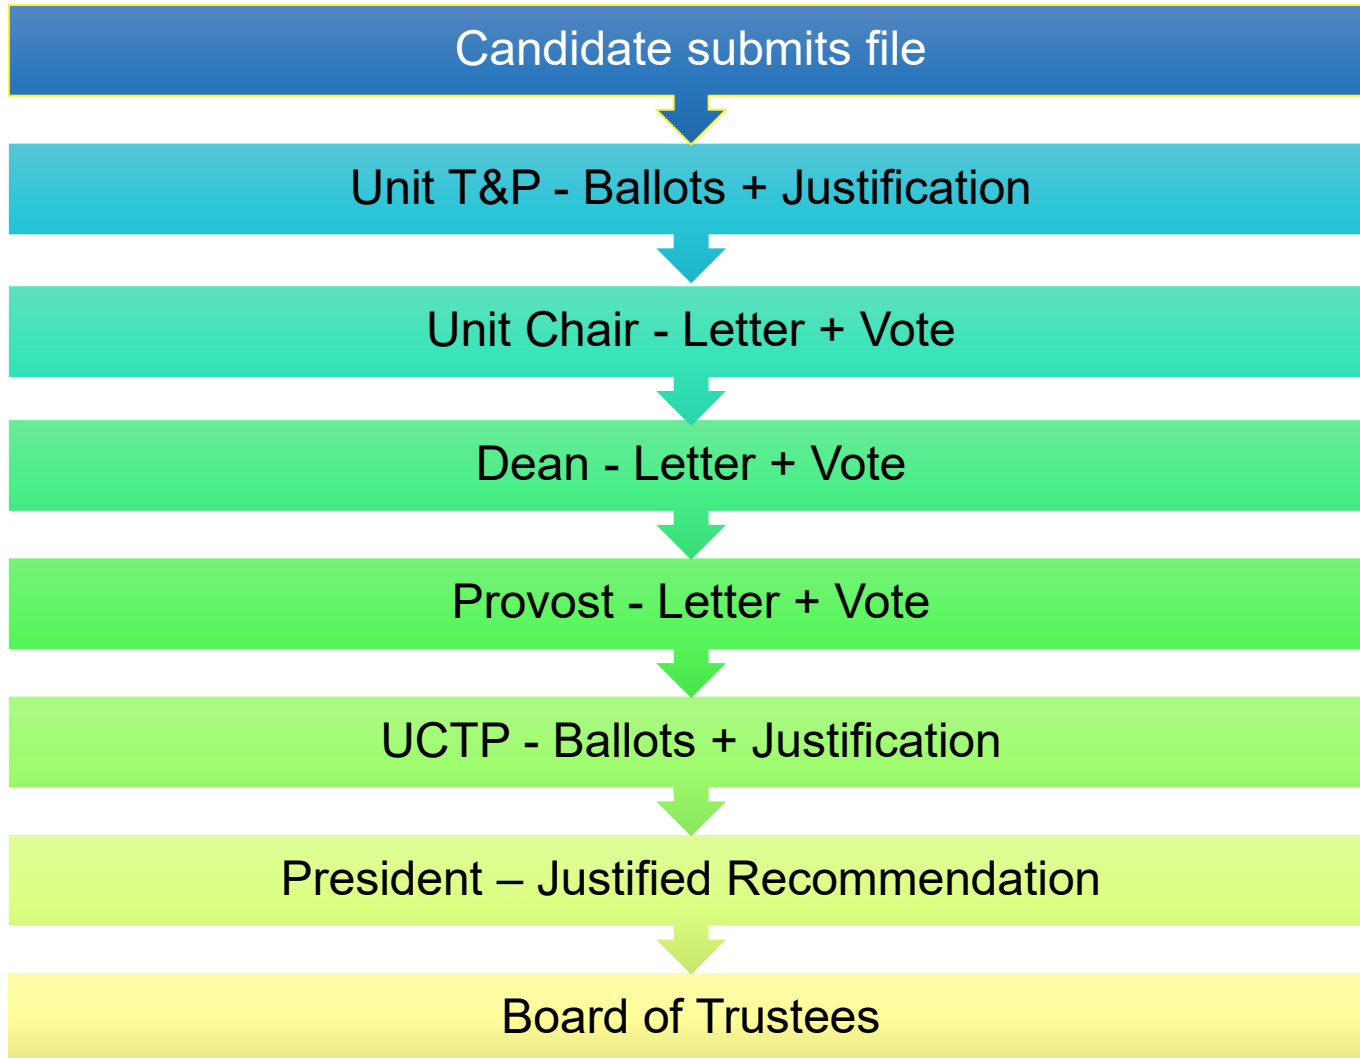 Candidate submits file
Unit T&P - Ballots + Justification
Unit Chair - Letter + Vote
Dean - Letter + Vote
Provost - Letter + Vote
UCTP - Ballots + Justification
President – Justified Recommendation
Board of Trustees